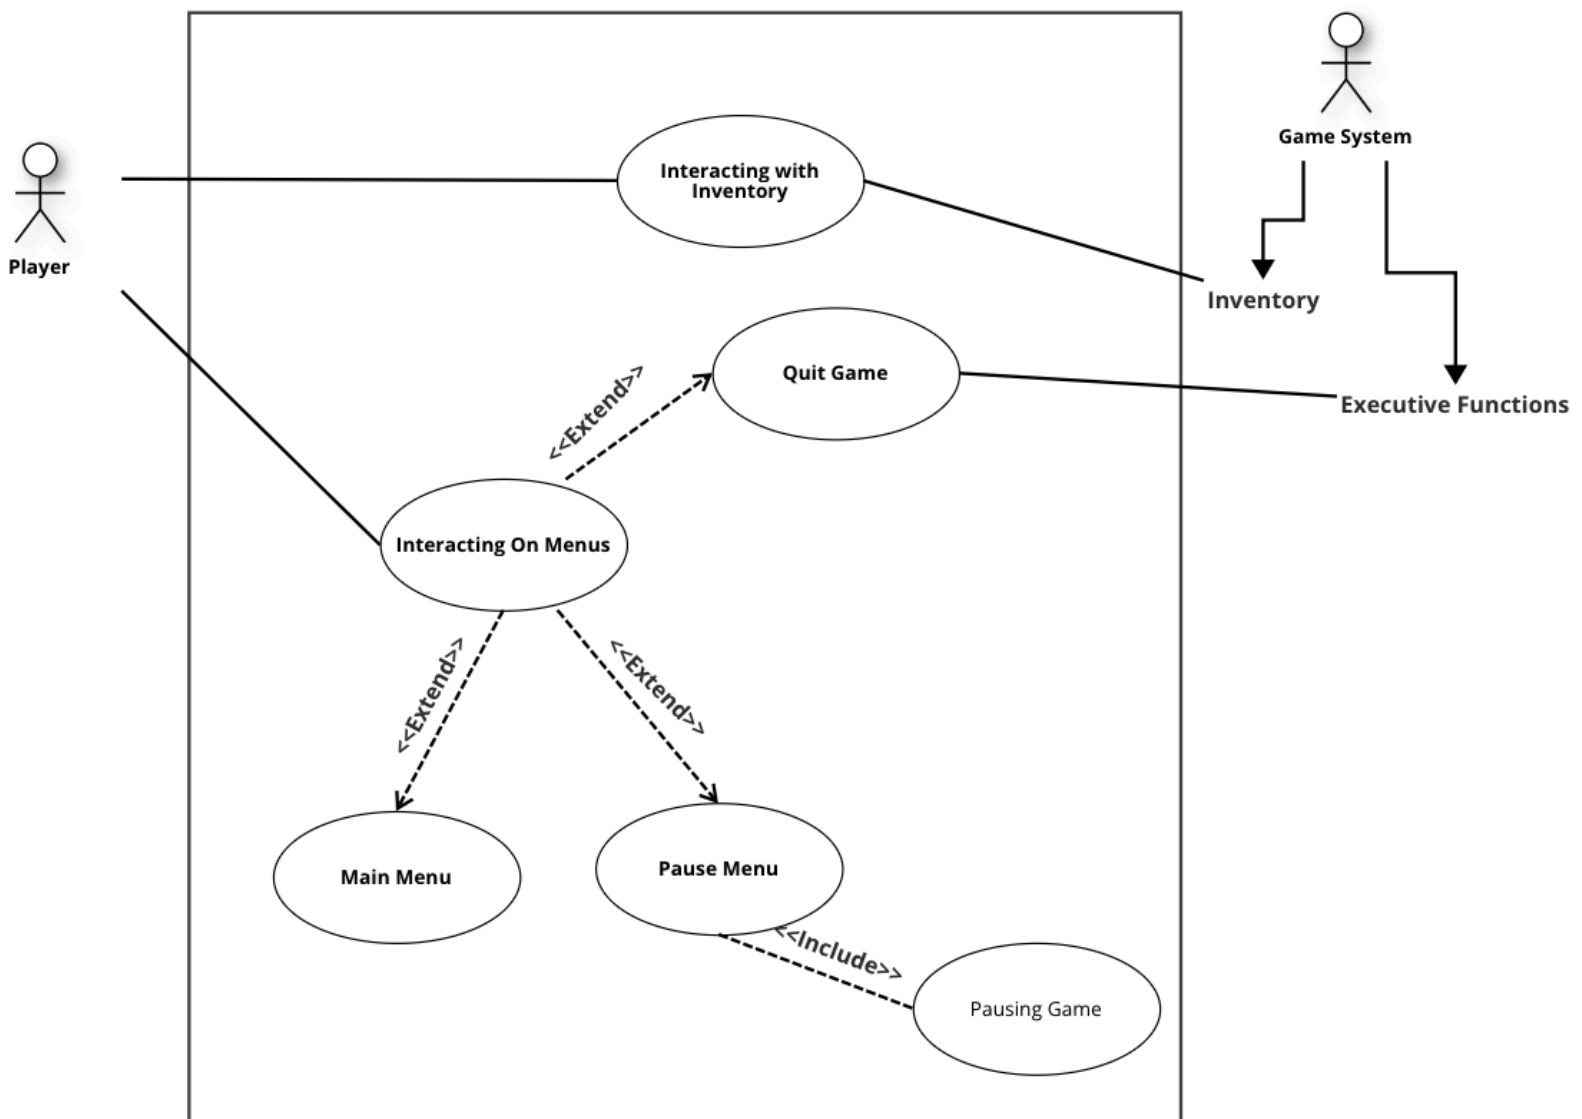 Game System
Interacting with
Inventory
Player
Inventory
Quit Game
<<Extend>>
Executive Functions
Interacting On Menus
<<Extend>>
<<Extend>>
Main Menu
Pause Menu
<<Include>>
Pausing Game